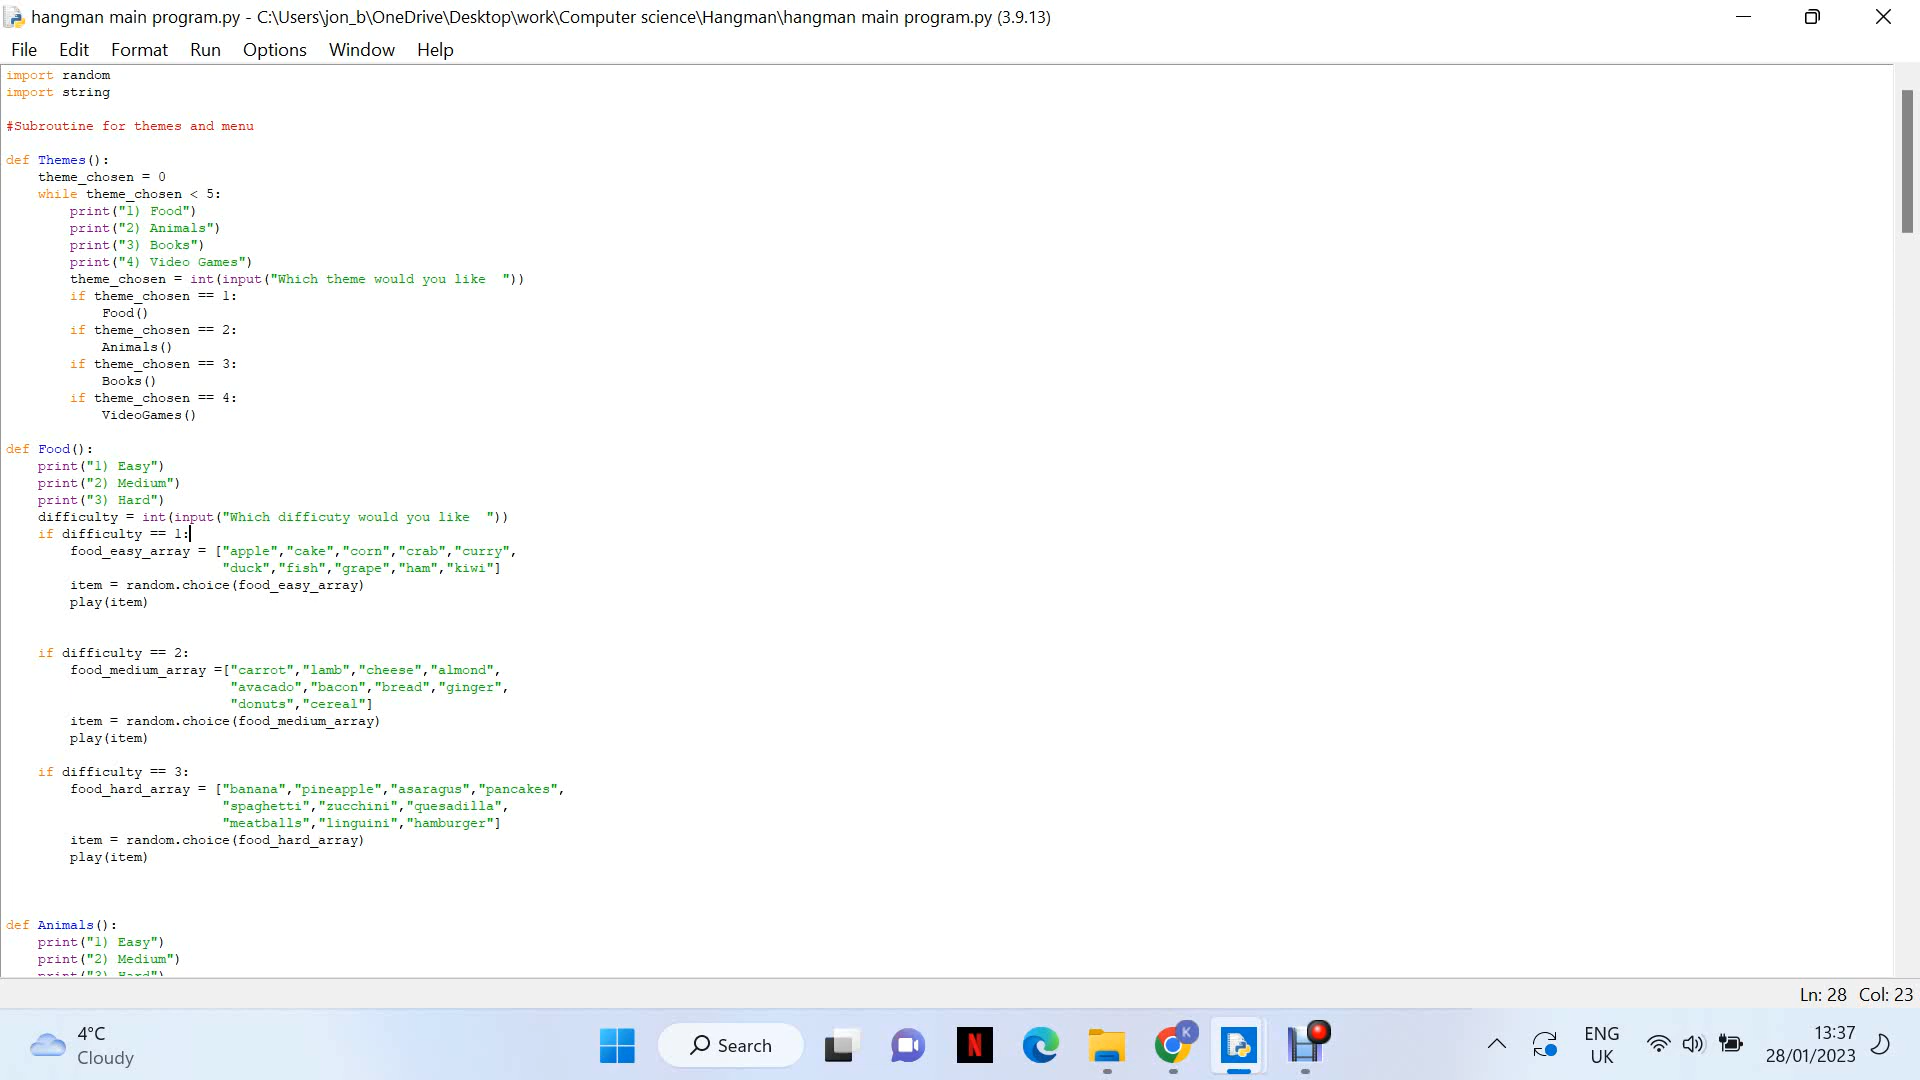 hangman main program.py - C:\Users\jon_b\OneDrive\Desktop\work\Computer science\Hangman\hangman main program.py (3.9.13)
File Edit Format Run Options Window Help
import random
import string
#Subroutine for themes and menu
def Themes():
    theme_chosen = 0
    while theme_chosen < 5:
        print("1) Food")
        print("2) Animals")
        print("3) Books")
        print("4) Video Games")
        theme_chosen = int(input("Which theme would you like  "))
        if theme_chosen == 1:
            Food()
        if theme_chosen == 2:
            Animals()
        if theme_chosen == 3:
            Books()
        if theme_chosen == 4:
            VideoGames()
def Food():
    print("1) Easy")
    print("2) Medium")
    print("3) Hard")
    difficulty = int(input("Which difficuty would you like  "))
    if difficulty == 1:
        food_easy_array = ["apple","cake","corn","crab","curry",
                           "duck","fish","grape","ham","kiwi"]
        item = random.choice(food_easy_array)
        play(item)
    if difficulty == 2:
        food_medium_array =["carrot","lamb","cheese","almond",
                            "avacado","bacon","bread","ginger",
                            "donuts","cereal"]
        item = random.choice(food_medium_array)
        play(item)
    if difficulty == 3:
        food_hard_array = ["banana","pineapple","asaragus","pancakes",
                           "spaghetti","zucchini","quesadilla",
                           "meatballs","linguini","hamburger"]
        item = random.choice(food_hard_array)
        play(item)
def Animals():
    print("1) Easy")
    print("2) Medium")
    print("3) Hard")
Ln: 28 Col: 23
4°C
Cloudy
Search
N
K
ENG
UK
13:37
28/01/2023